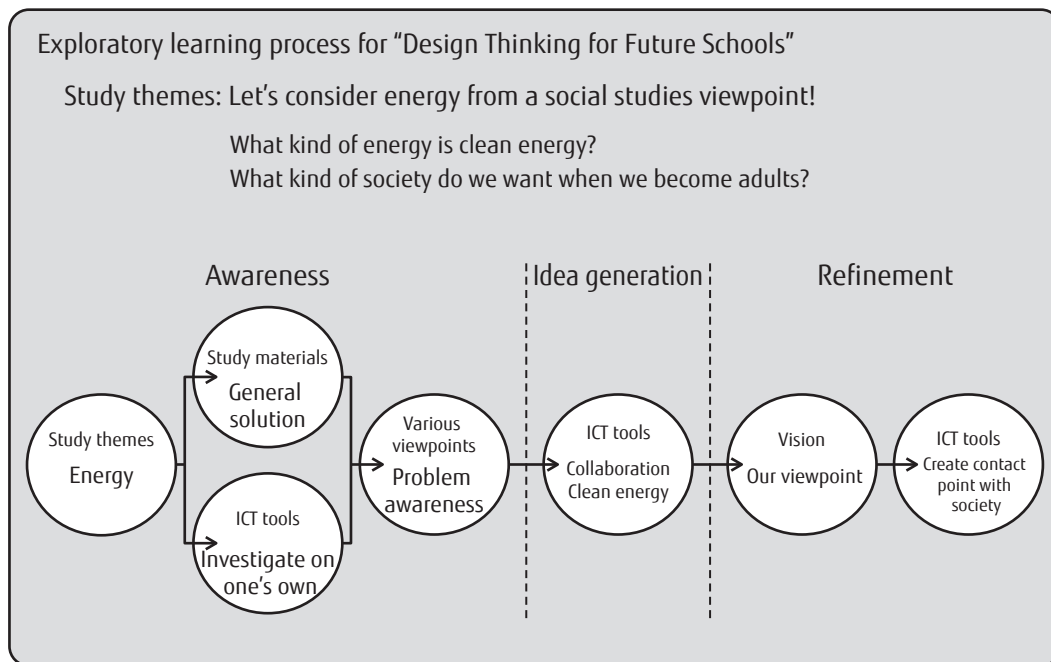 Exploratory learning process for “Design Thinking for Future Schools”
Study themes: Let’s consider energy from a social studies viewpoint!
What kind of energy is clean energy?
What kind of society do we want when we become adults?
Awareness
Idea generation
Refinement
Study themes
Energy
Study materials
General
solution
ICT tools
Investigate on
one’s own
Various
viewpoints
Problem
awareness
ICT tools
Collaboration
Clean energy
Vision
Our viewpoint
ICT tools
Create contact
point with
society